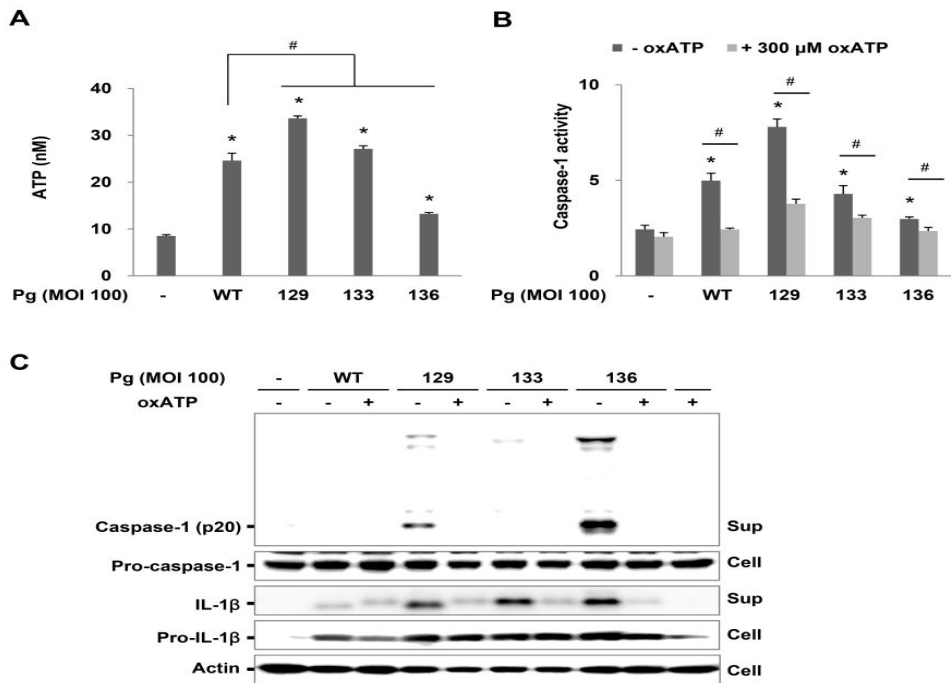 A
#
40
30
20
10
0
ATP (nM)
* * * *
Pg (MOI 100) - WT 129 133 136
B
- oxATP + 300 µM oxATP
10
5
0
Caspase-1 activity
# # # #
* * * *
Pg (MOI 100) - WT 129 133 136
C
Pg (MOI 100) - WT 129 133 136
oxATP - - + - + - + - + +
Caspase-1 (p20) Sup
Pro-caspase-1 Cell
IL-1β Sup
Pro-IL-1β Cell
Actin Cell